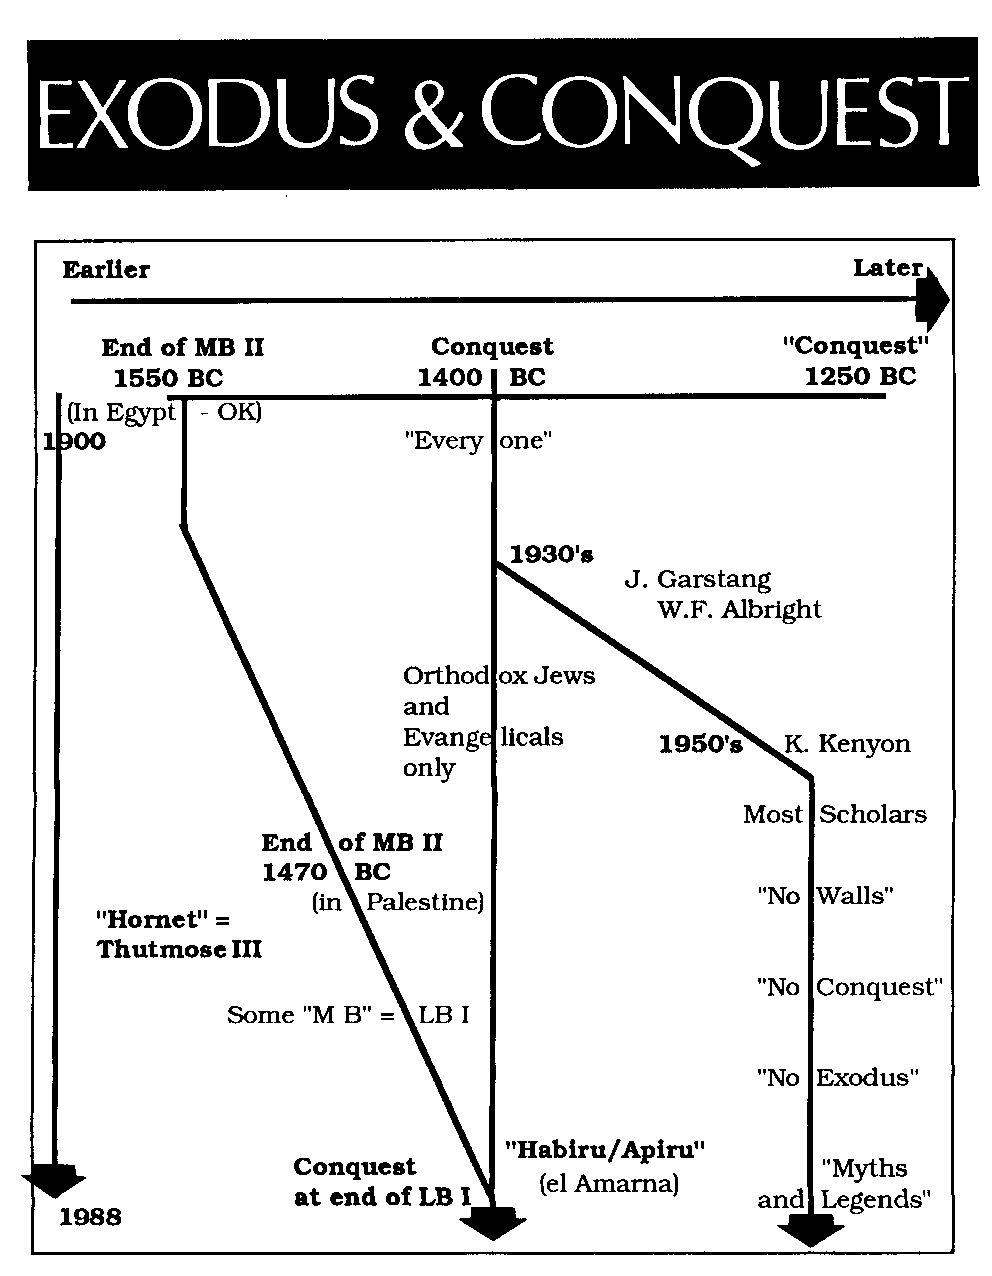 EXODUS & CONQUEST
Earlier
Later
End of MB II
1550 BC
Conquest
1400 BC
"Conquest"
1250 BC
(In Egypt - OK)
1900
"Every one"
1930's
J. Garstang
W.F. Albright
Orthodox Jews
and
Evangelicals
only
1950's
K. Kenyon
Most Scholars
End of MB II
1470 BC
(in Palestine)
"No Walls"
"Hornet" =
Thutmose III
"No Conquest"
Some "M B" = LB I
"No Exodus"
"Habiru/Apiru"
(el Amarna)
Conquest
at end of LB I
"Myths
and Legends"
1988